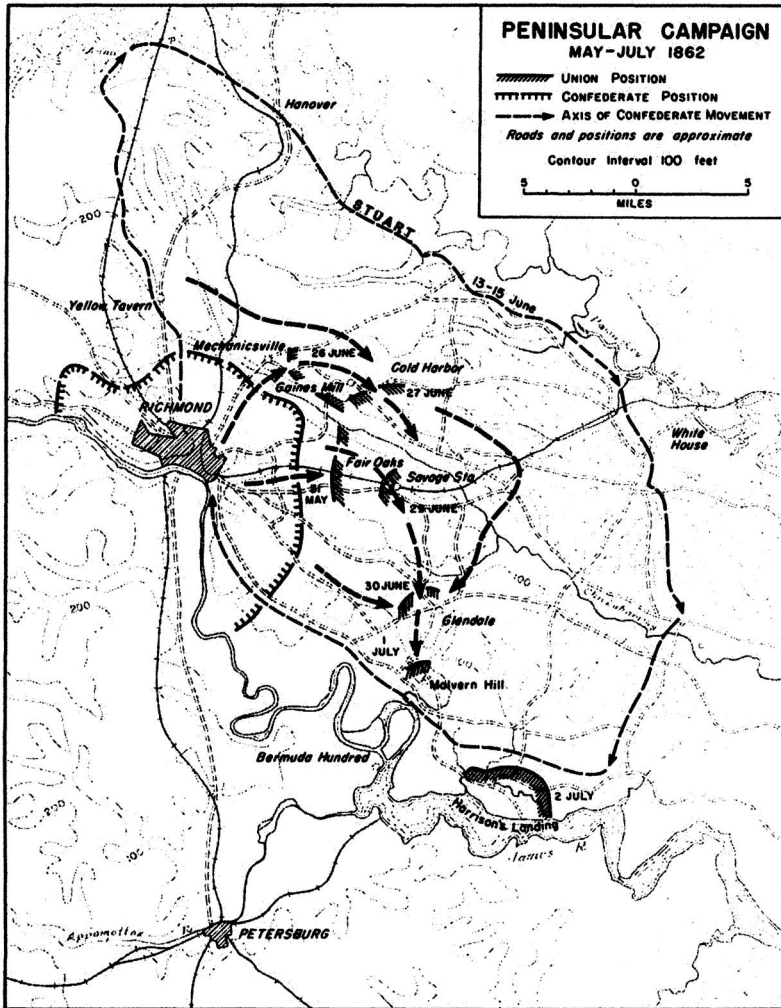 PENINSULAR CAMPAIGN
MAY-JULY 1862
UNION POSITION
CONFEDERATE POSITION
AXIS OF CONFEDERATE MOVEMENT
Roads and positions are approximate
Contour Interval 100 feet
5 0 5
MILES
Hanover
200
STUART
13-15 June
Yellow Tavern
Mechanicsville
26 JUNE
Cold Harbor
Gaines Mill
27 JUNE
RICHMOND
White
House
Fair Oaks
Savage Sta.
31
MAY
29 JUNE
30 JUNE
100
200
Glendale
1
JULY
Malvern Hill
Bermuda Hundred
2 JULY
Harrison's Landing
James R
200
100
Appomattox R
PETERSBURG